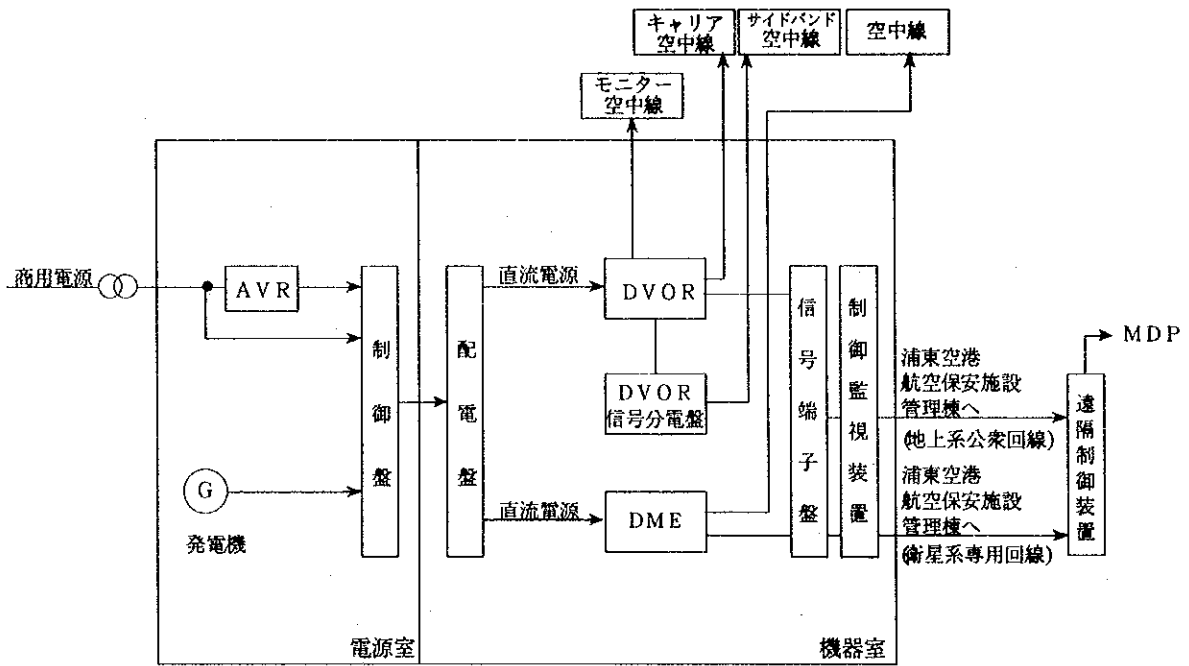 キャリア
空中線
サイドバンド
空中線
空中線
モニター
空中線
商用電源
AVR
制御盤
配電盤
直流電源
DVOR
DVOR
信号分電盤
信号端子盤
制御監視装置
浦東空港
航空保安施設
管理棟へ
(地上系公衆回線)
浦東空港
航空保安施設
管理棟へ
(衛星系専用回線)
遠隔制御装置
MDP
G
発電機
直流電源
DME
電源室
機器室